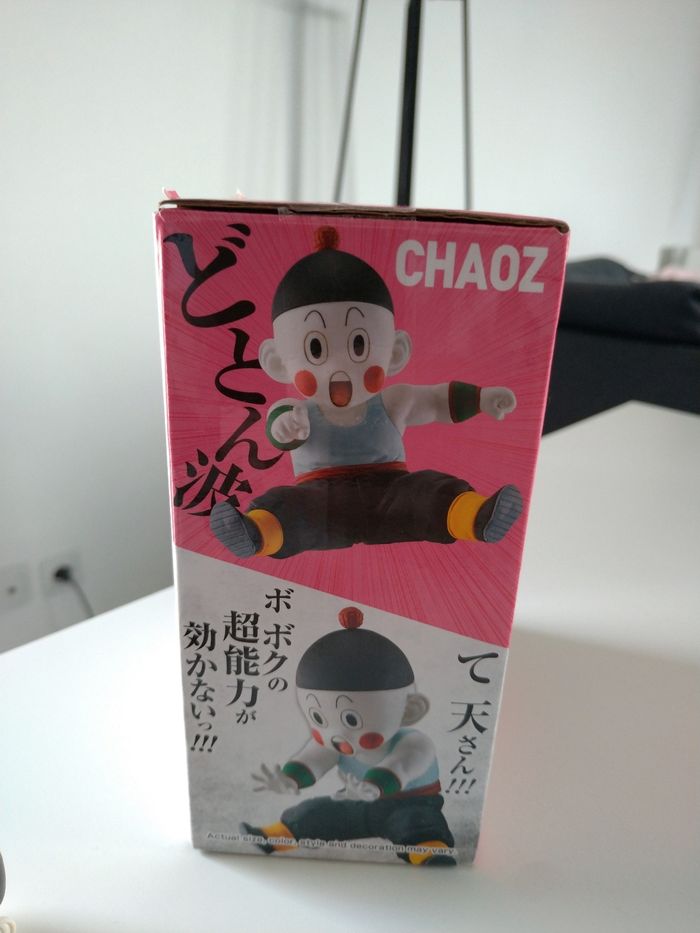 CHAOZ
どとん波
て 天さん!!!
ボ ボクの
超能力が
効かないっ!!!
Actual size, color, style and decoration may vary.